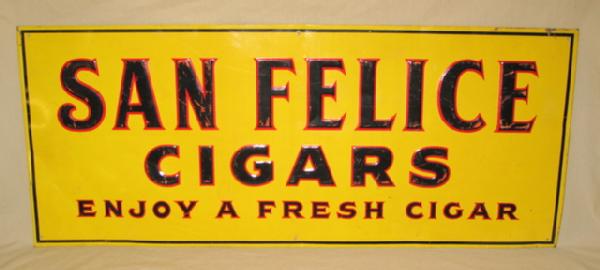 SAN FELICE
CIGARS
ENJOY A FRESH CIGAR